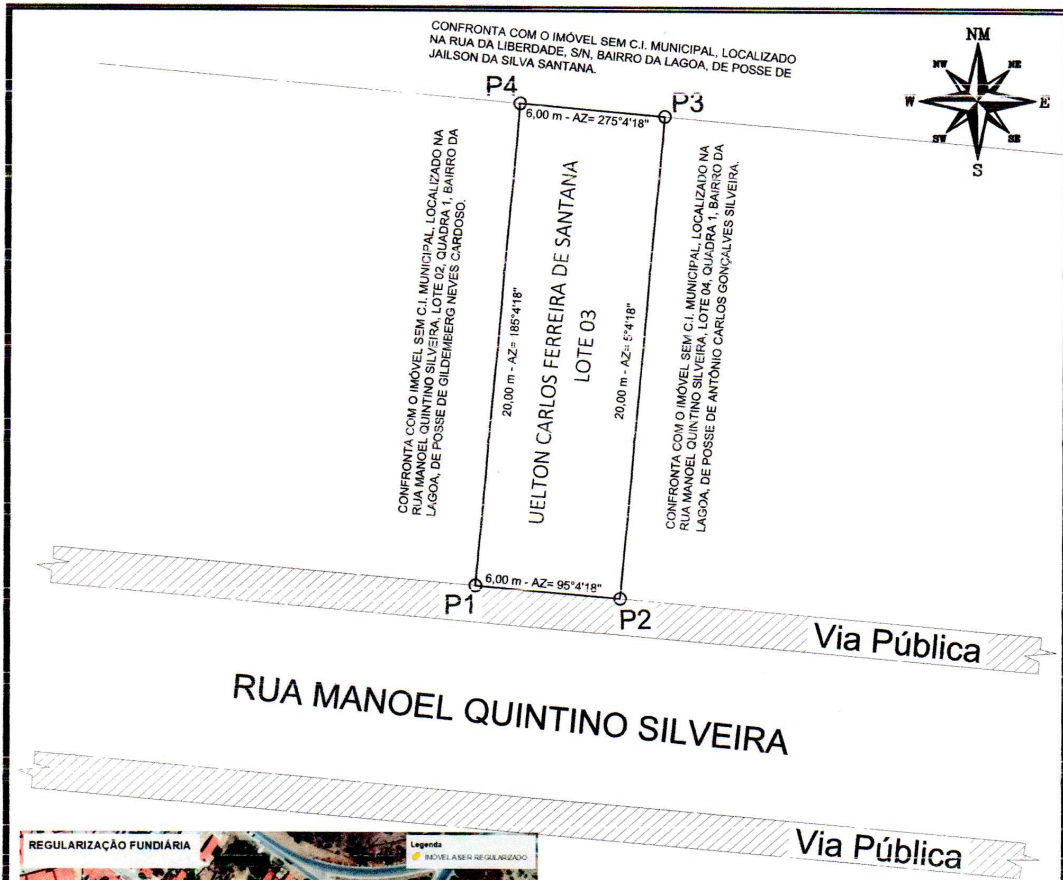 CONFRONTA COM O IMÓVEL SEM C.I. MUNICIPAL, LOCALIZADO
NA RUA DA LIBERDADE, S/N, BAIRRO DA LAGOA, DE POSSE DE
JAILSON DA SILVA SANTANA.
NM
NW
NE
W
E
SW
SE
S
P4
P3
6,00 m - AZ= 275°4'18"
CONFRONTA COM O IMÓVEL SEM C.I. MUNICIPAL, LOCALIZADO NA
RUA MANOEL QUINTINO SILVEIRA, LOTE 02, QUADRA 1, BAIRRO DA
LAGOA, DE POSSE DE GILDEMBERG NEVES CARDOSO.
20,00 m - AZ= 185°4'18"
UELTON CARLOS FERREIRA DE SANTANA
LOTE 03
20,00 m - AZ= 5°4'18"
CONFRONTA COM O IMÓVEL SEM C.I. MUNICIPAL, LOCALIZADO NA
RUA MANOEL QUINTINO SILVEIRA, LOTE 04, QUADRA 1, BAIRRO DA
LAGOA, DE POSSE DE ANTÔNIO CARLOS GONÇALVES SILVEIRA.
6,00 m - AZ= 95°4'18"
P1
P2
Via Pública
RUA MANOEL QUINTINO SILVEIRA
Via Pública
REGULARIZAÇÃO FUNDIÁRIA
Legenda
IMÓVEL A SER REGULARIZADO